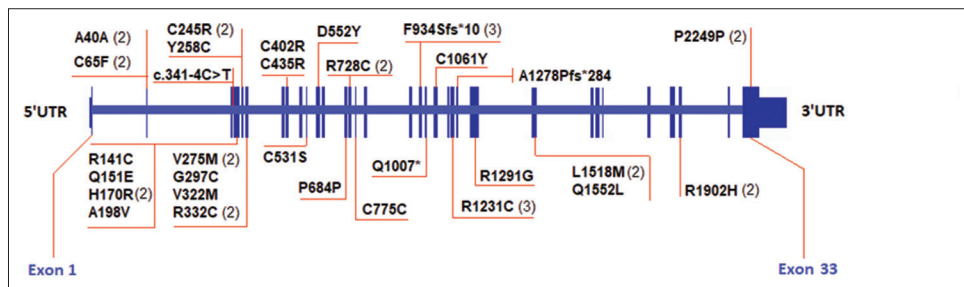 A40A (2)
C65F (2)
c.341-4C>T
C245R (2)
Y258C
C402R
C435R
D552Y
R728C (2)
F934Sfs*10 (3)
C1061Y
A1278Pfs*284
P2249P (2)
5'UTR
3'UTR
R141C
Q151E
H170R(2)
A198V
V275M (2)
G297C
V322M
R332C (2)
C531S
P684P
C775C
Q1007*
R1231C (3)
R1291G
L1518M(2)
Q1552L
R1902H (2)
Exon 1
Exon 33